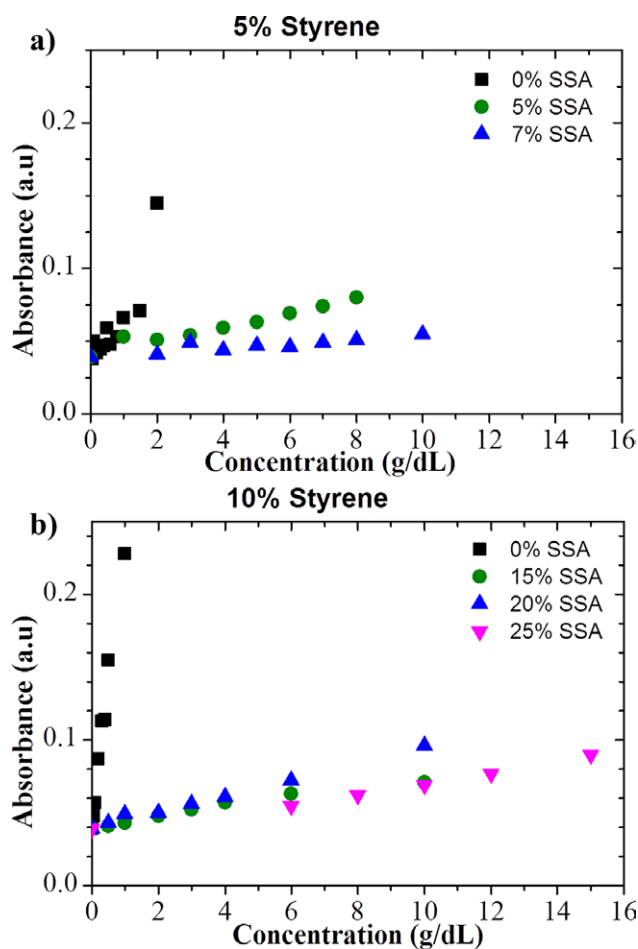 5% Styrene
a)
0% SSA
5% SSA
7% SSA
0.2
0.1
0.0
Absorbance (a.u)
0 2 4 6 8 10 12 14 16
Concentration (g/dL)
10% Styrene
b)
0% SSA
15% SSA
20% SSA
25% SSA
0.2
0.1
0.0
Absorbance (a.u)
0 2 4 6 8 10 12 14 16
Concentration (g/dL)